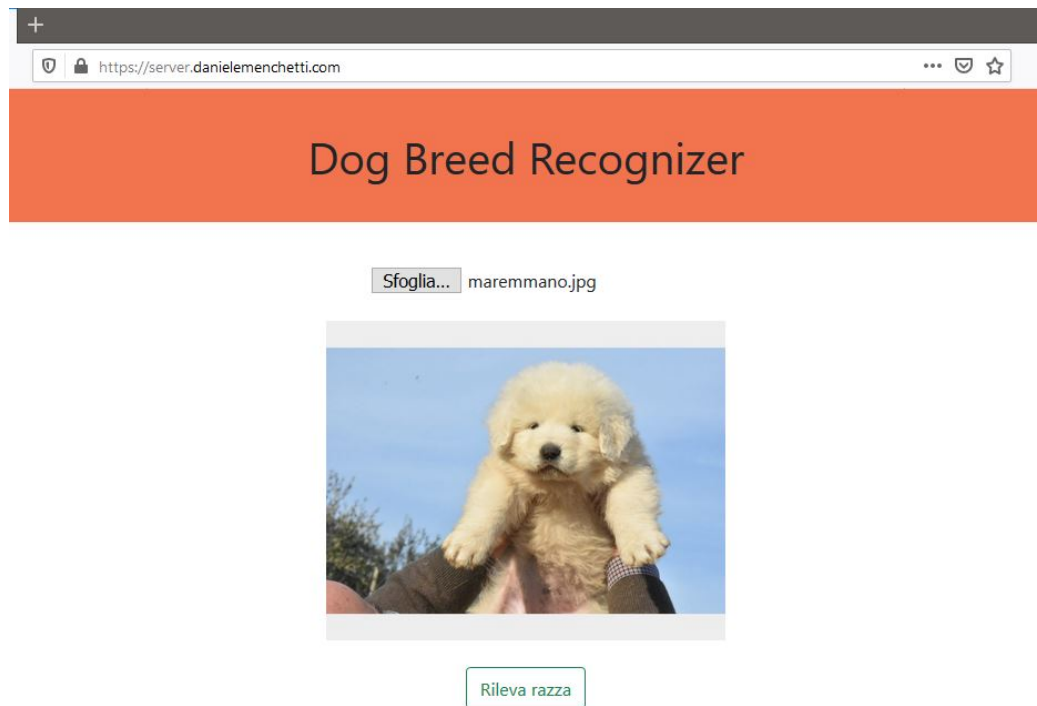 https://server.danielemenchetti.com
Dog Breed Recognizer
Sfoglia... maremmano.jpg
Rileva razza